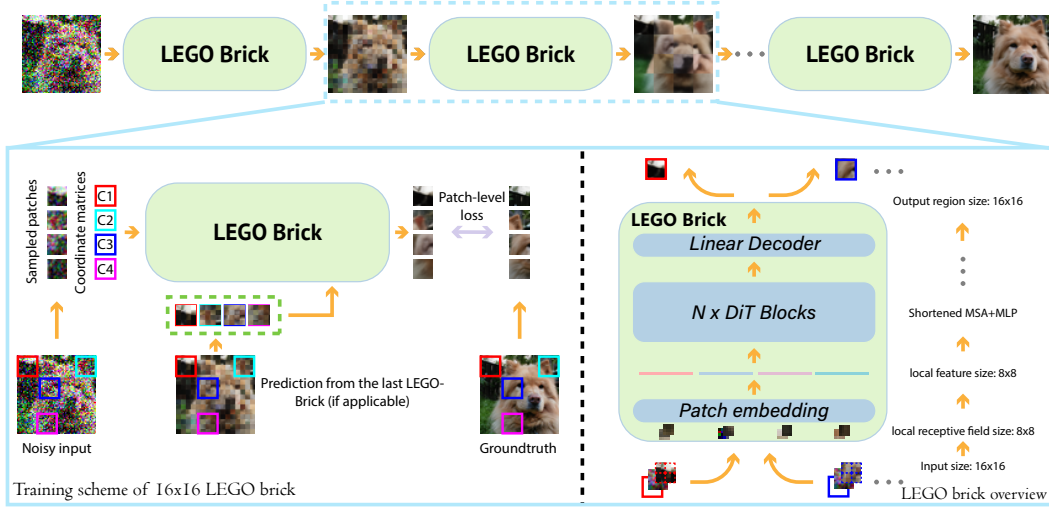 LEGO Brick
LEGO Brick
LEGO Brick
Sampled patches
Coordinate matrices
C1
C2
C3
C4
LEGO Brick
Patch-level
loss
Prediction from the last LEGO-
Brick (if applicable)
Noisy input
Groundtruth
Training scheme of 16x16 LEGO brick
LEGO Brick
Linear Decoder
N x DiT Blocks
Patch embedding
Output region size: 16x16
Shortened MSA+MLP
local feature size: 8x8
local receptive field size: 8x8
Input size: 16x16
LEGO brick overview